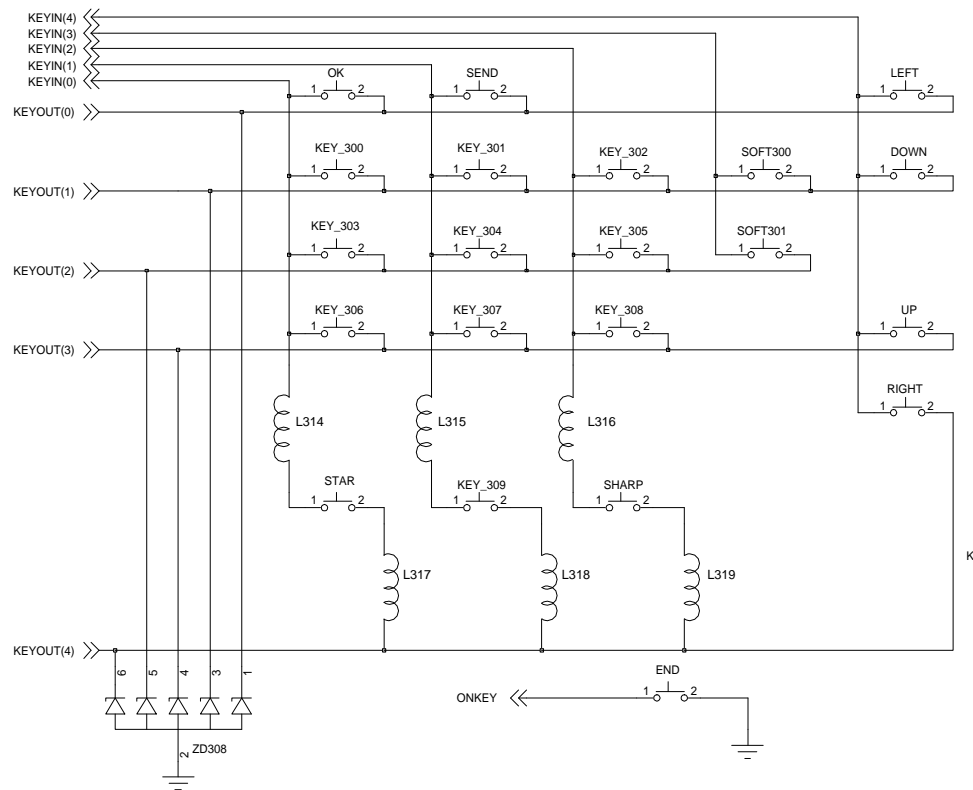 KEYIN(4)
KEYIN(3)
KEYIN(2)
KEYIN(1)
KEYIN(0)
OK
SEND
LEFT
1 2
1 2
1 2
KEYOUT(0)
KEY_300
KEY_301
KEY_302
SOFT300
DOWN
1 2
1 2
1 2
1 2
1 2
KEYOUT(1)
KEY_303
KEY_304
KEY_305
SOFT301
1 2
1 2
1 2
1 2
KEYOUT(2)
KEY_306
KEY_307
KEY_308
UP
1 2
1 2
1 2
1 2
KEYOUT(3)
RIGHT
1 2
L314
L315
L316
STAR
KEY_309
SHARP
1 2
1 2
1 2
L317
L318
L319
K
KEYOUT(4)
6
5
4
3
1
END
ONKEY
1 2
2
ZD308